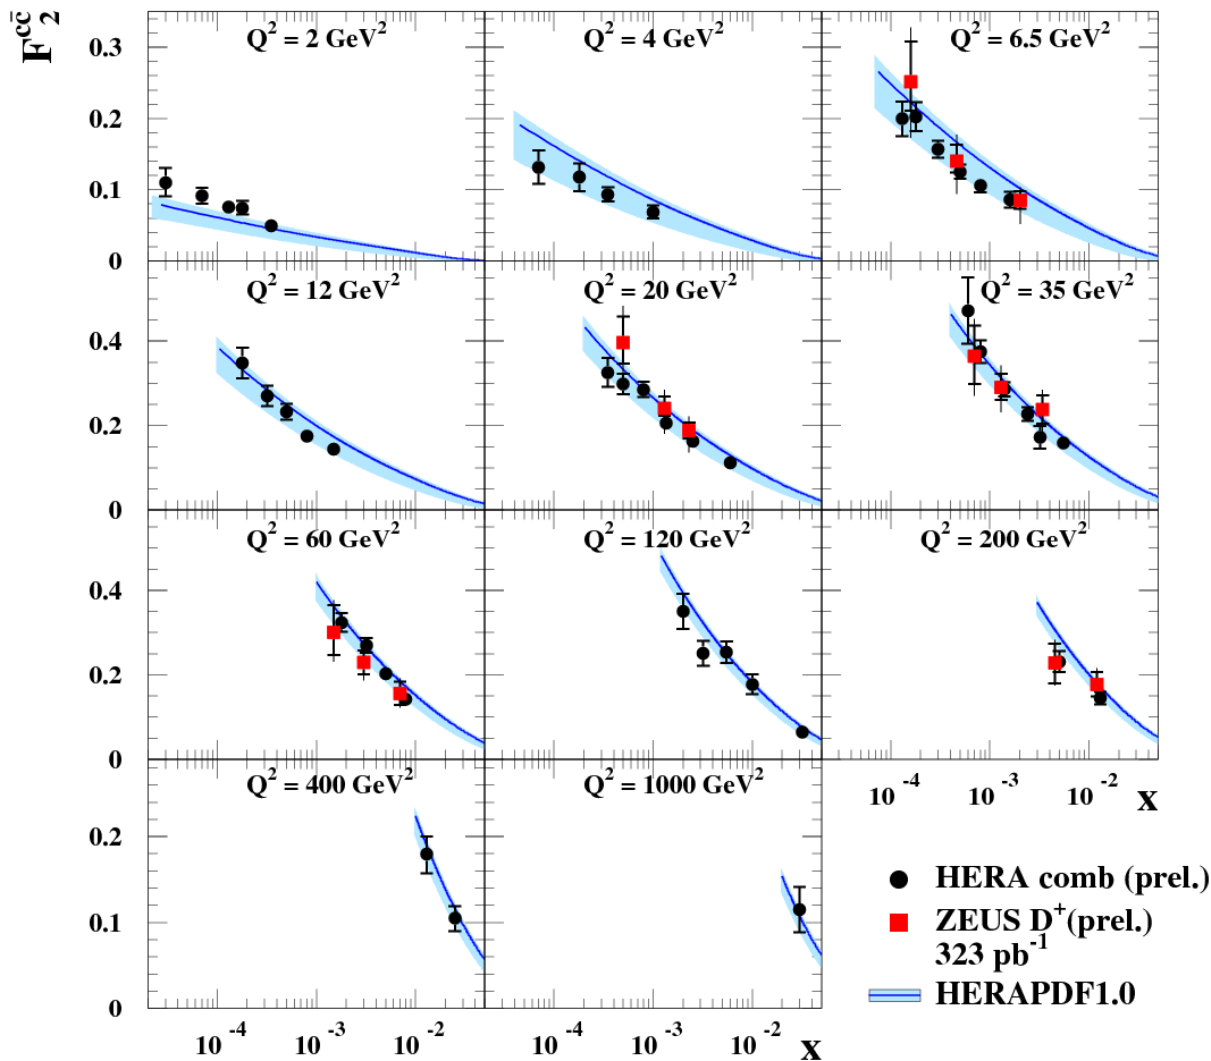 F₂ᶜᶜ̄
Q² = 2 GeV²
Q² = 4 GeV²
Q² = 6.5 GeV²
0.3
0.2
0.1
0
Q² = 12 GeV²
Q² = 20 GeV²
Q² = 35 GeV²
0.4
0.2
0
Q² = 60 GeV²
Q² = 120 GeV²
Q² = 200 GeV²
0.4
0.2
0
10⁻⁴ 10⁻³ 10⁻² x
Q² = 400 GeV²
Q² = 1000 GeV²
0.2
0.1
0
10⁻⁴ 10⁻³ 10⁻² 10⁻⁴ 10⁻³ 10⁻² x
HERA comb (prel.)
ZEUS D⁺(prel.)
323 pb⁻¹
HERAPDF1.0